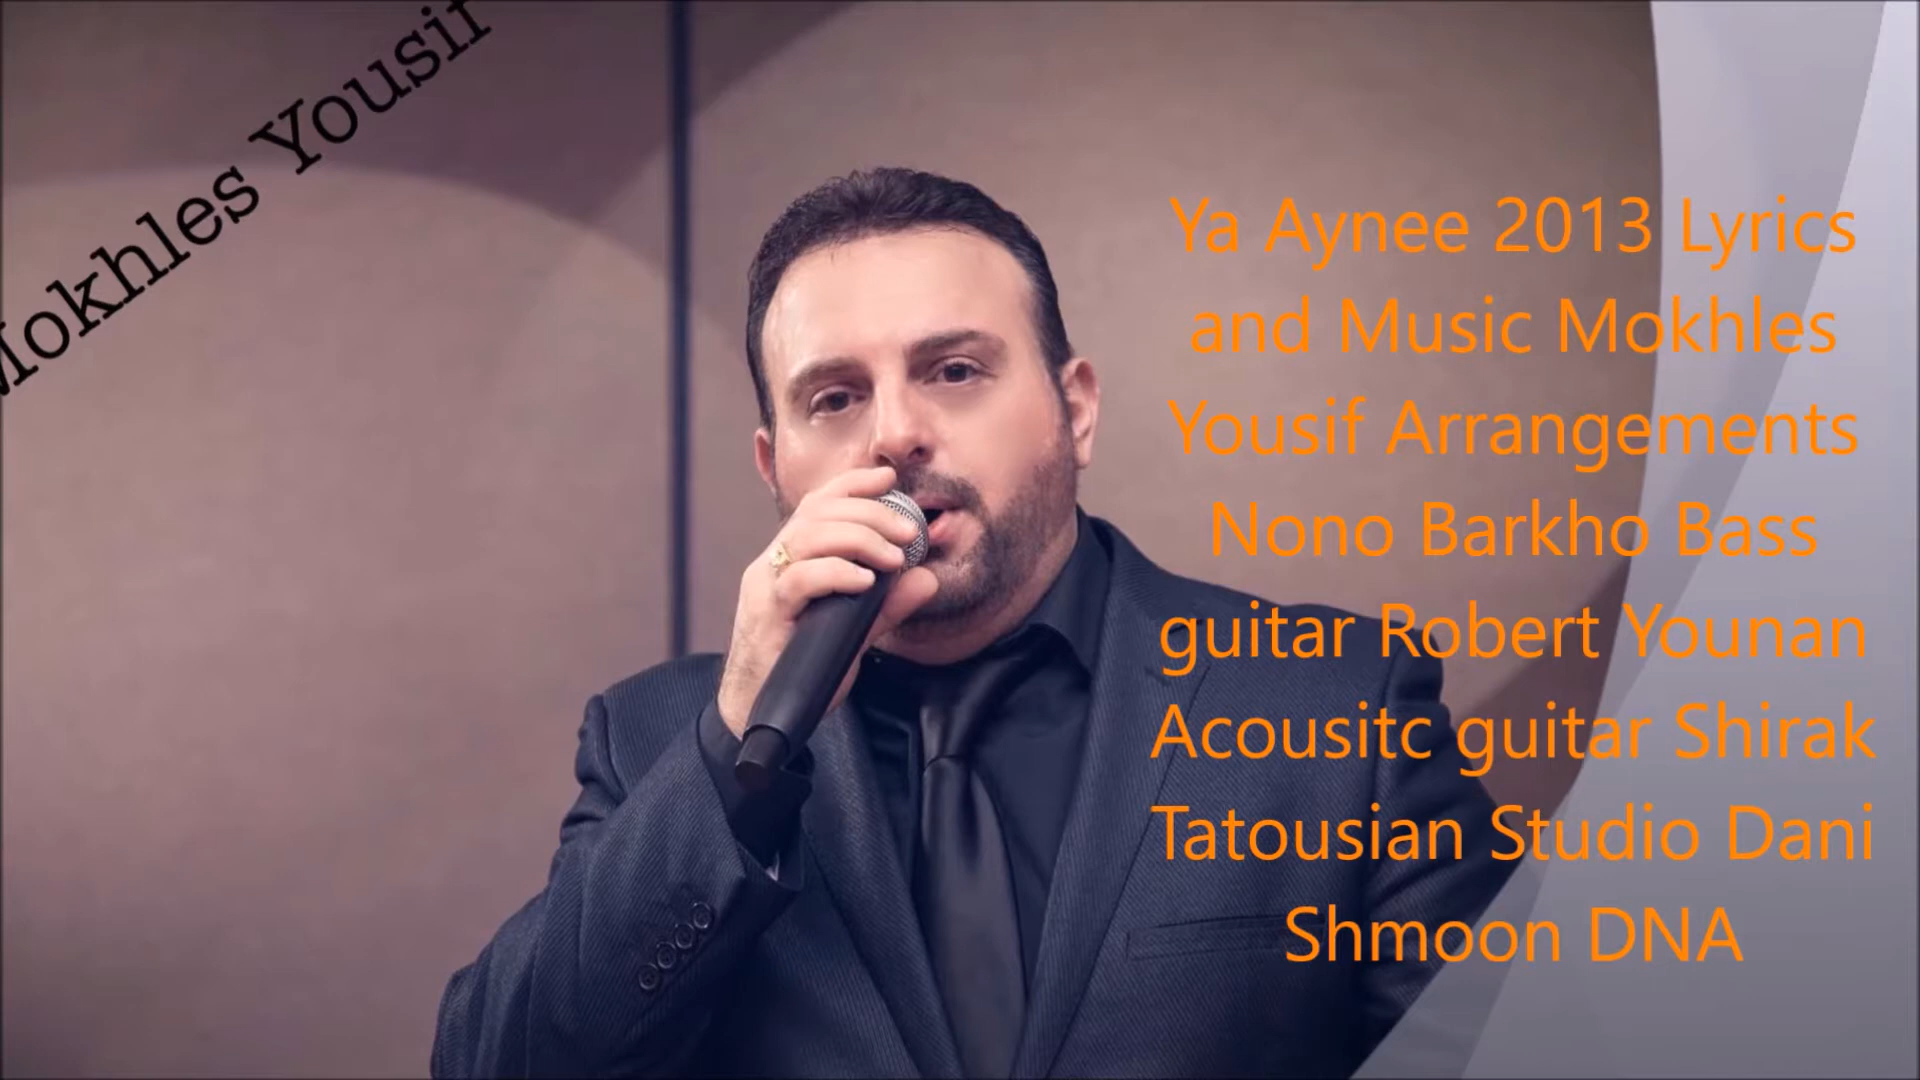 Mokhles Yousif
Ya Aynee 2013 Lyrics
and Music Mokhles
Yousif Arrangements
Nono Barkho Bass
guitar Robert Younan
Acousitc guitar Shirak
Tatousian Studio Dani
Shmoon DNA